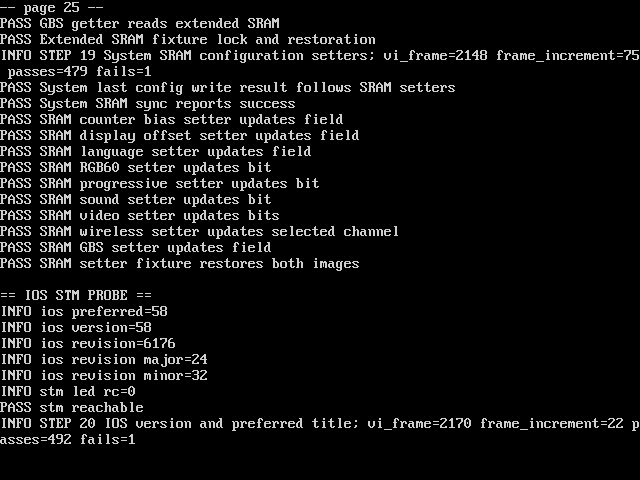 -- page 25 --
PASS GBS getter reads extended SRAM
PASS Extended SRAM fixture lock and restoration
INFO STEP 19 System SRAM configuration setters; vi_frame=2148 frame_increment=75
 passes=479 fails=1
PASS System last config write result follows SRAM setters
PASS System SRAM sync reports success
PASS SRAM counter bias setter updates field
PASS SRAM display offset setter updates field
PASS SRAM language setter updates field
PASS SRAM RGB60 setter updates bit
PASS SRAM progressive setter updates bit
PASS SRAM sound setter updates bit
PASS SRAM video setter updates bits
PASS SRAM wireless setter updates selected channel
PASS SRAM GBS setter updates field
PASS SRAM setter fixture restores both images

== IOS STM PROBE ==
INFO ios preferred=58
INFO ios version=58
INFO ios revision=6176
INFO ios revision major=24
INFO ios revision minor=32
INFO stm led rc=0
PASS stm reachable
INFO STEP 20 IOS version and preferred title; vi_frame=2170 frame_increment=22 p
asses=492 fails=1